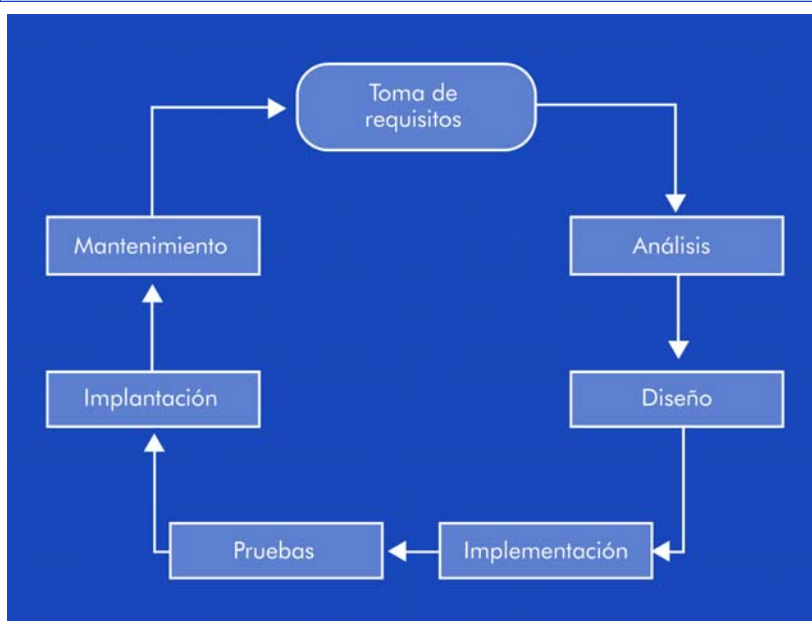 Toma de
requisitos
Análisis
Diseño
Implementación
Pruebas
Implantación
Mantenimiento